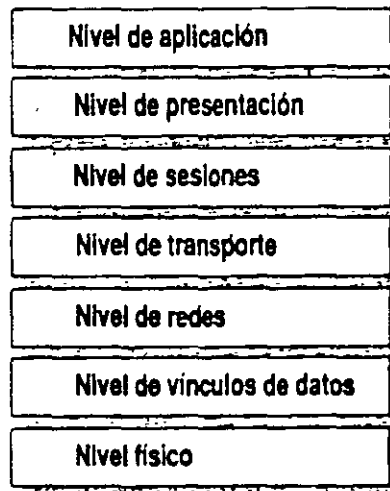 Nivel de aplicación
Nivel de presentación
Nivel de sesiones
Nivel de transporte
Nivel de redes
Nivel de vínculos de datos
Nivel físico